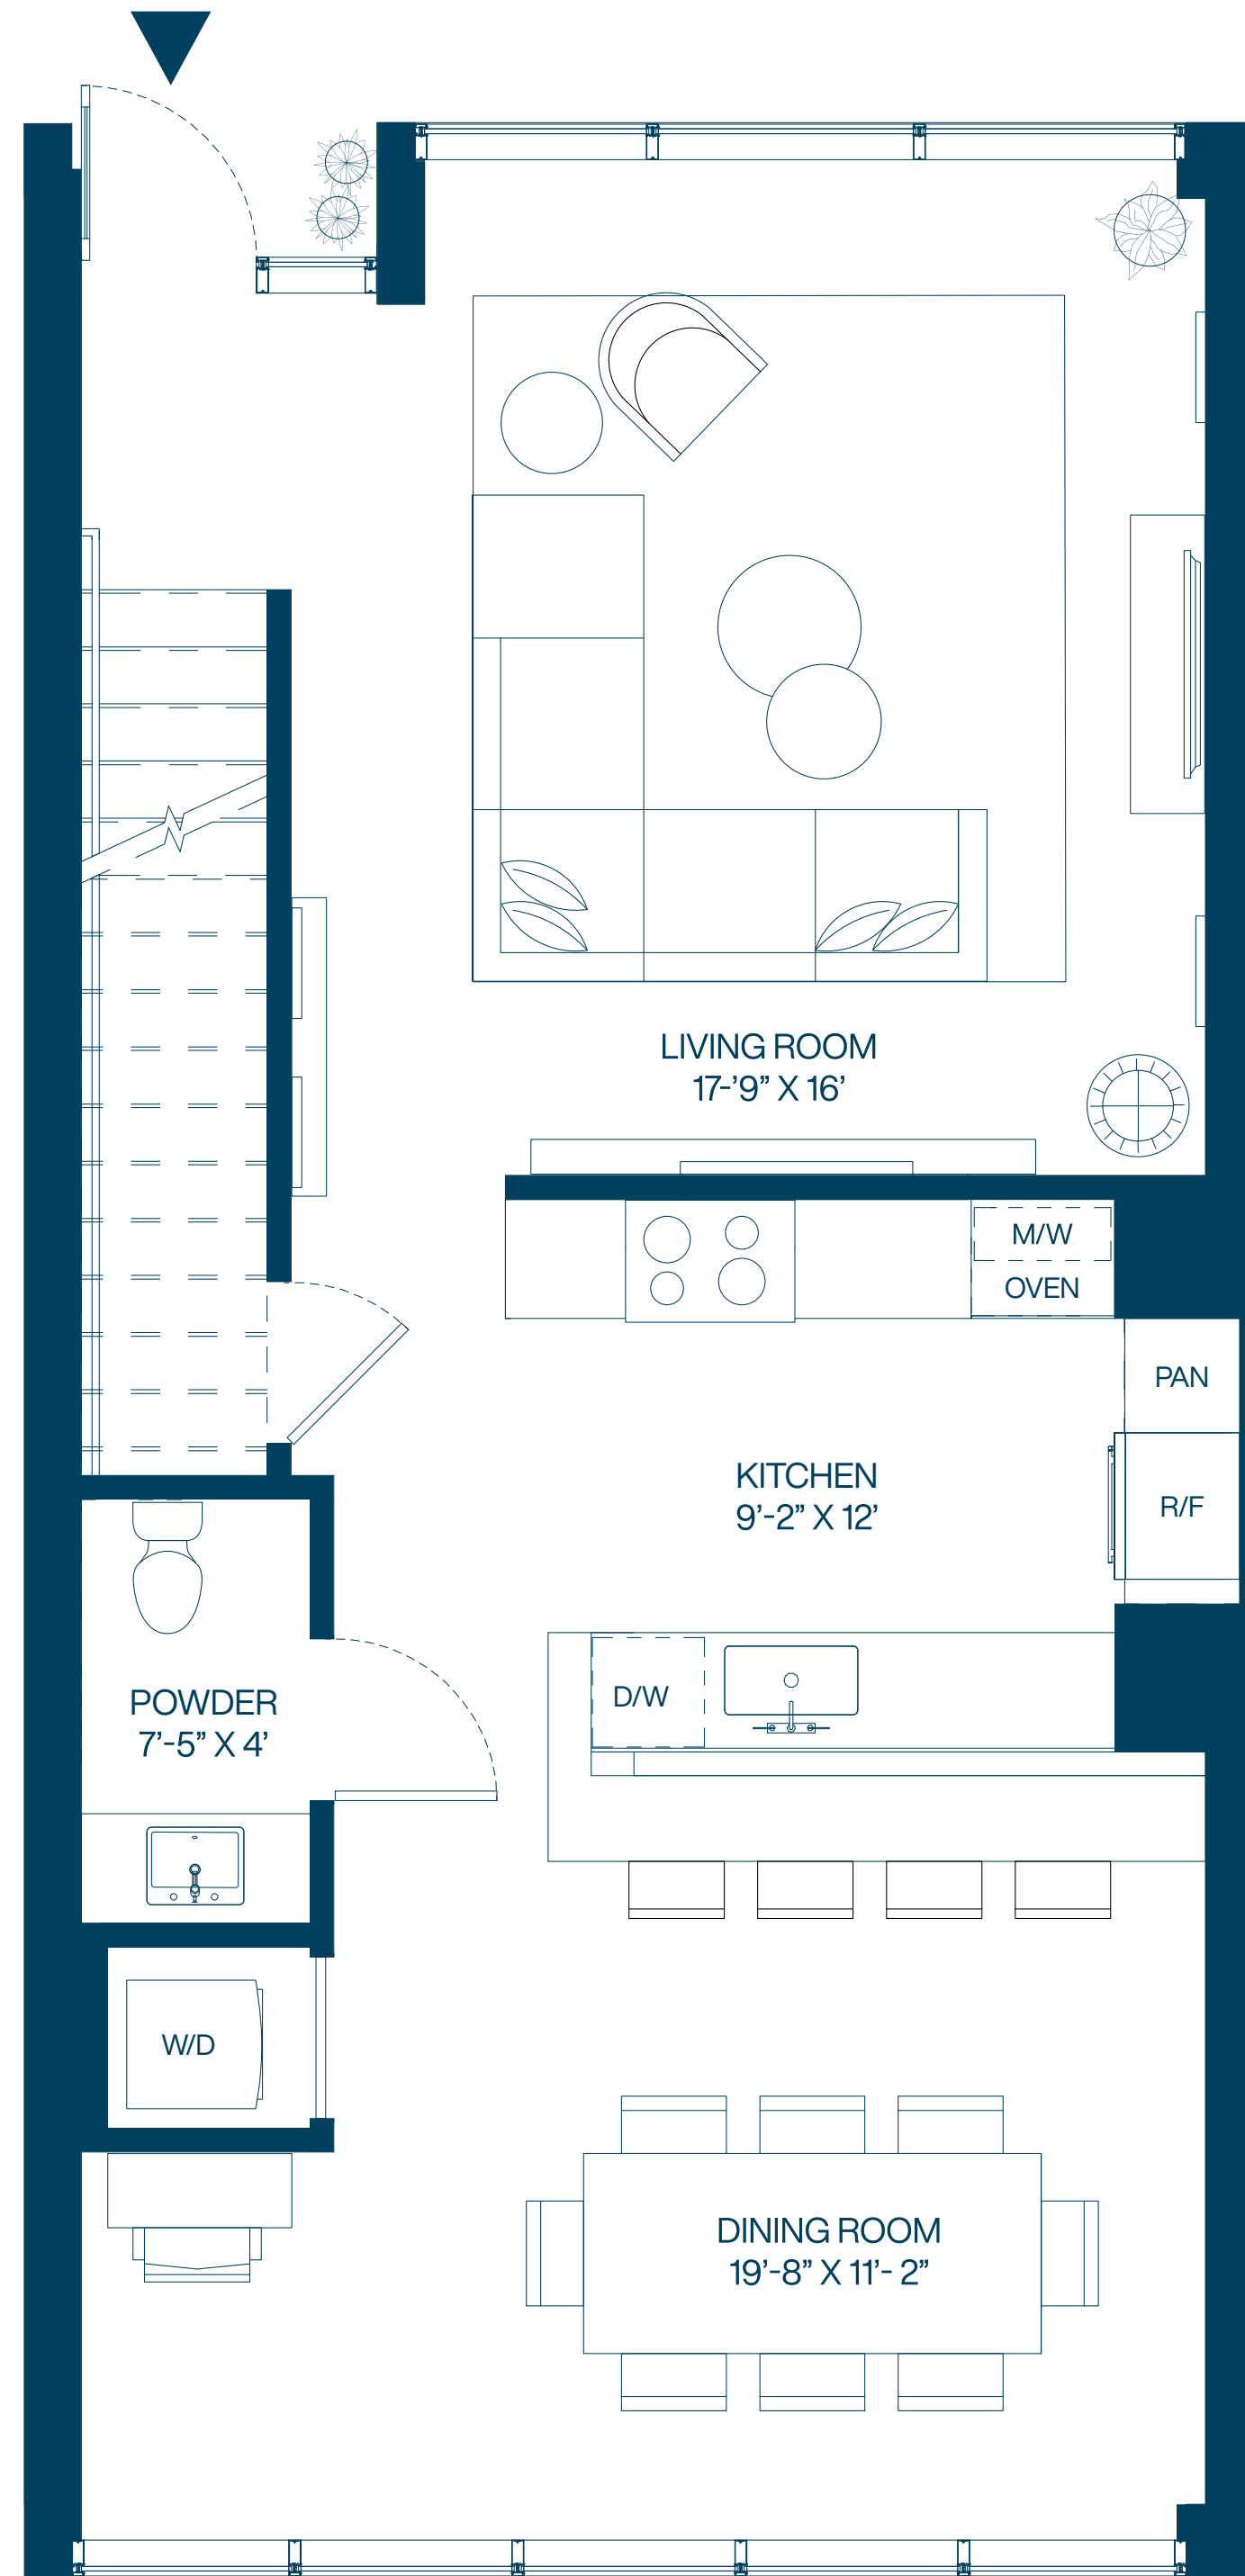 LIVING ROOM
17-’9” X 16’
M/W
OVEN
PAN
KITCHEN
9’-2” X 12’
R/F
D/W
POWDER
7’-5” X 4’
W/D
DINING ROOM
19’-8” X 11’- 2”